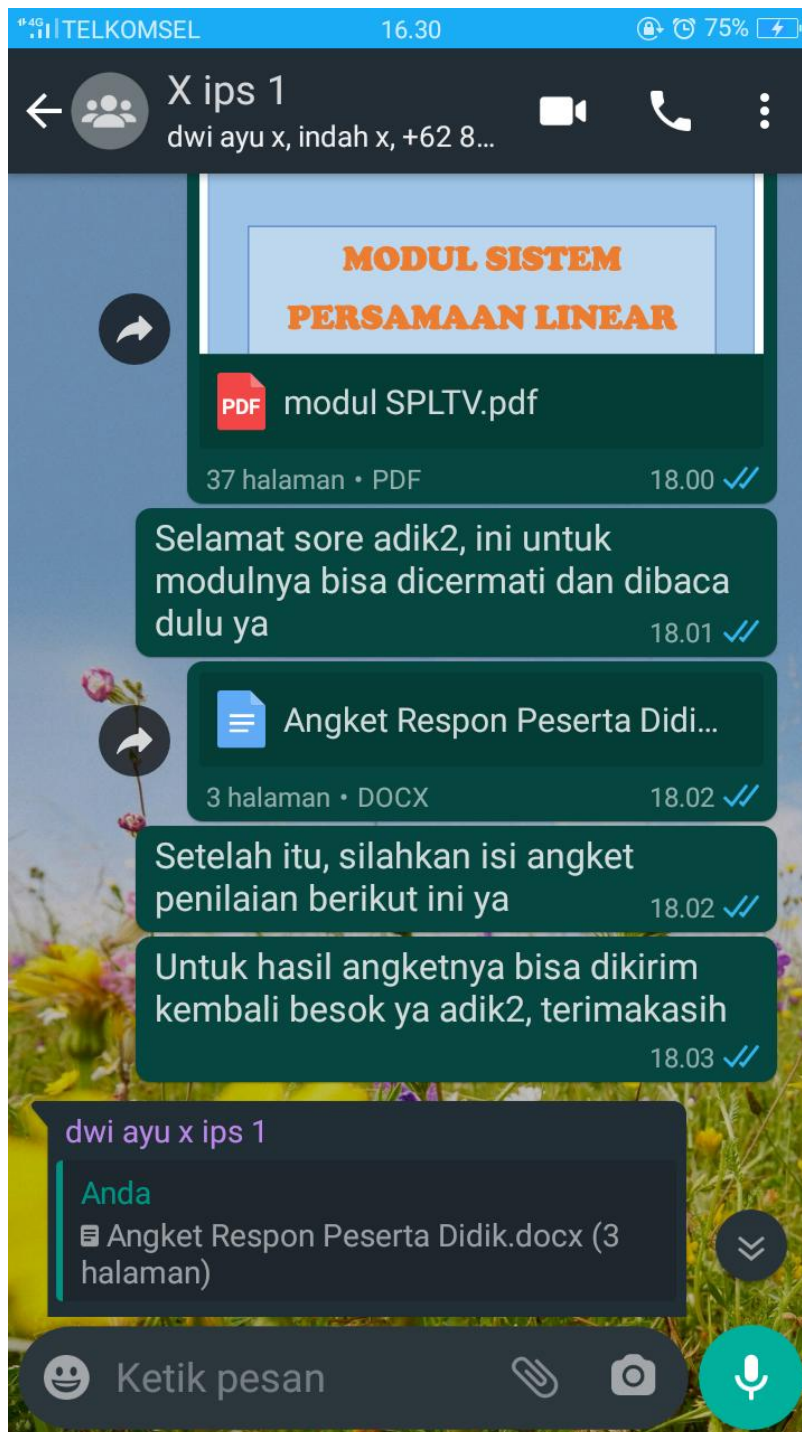 4G TELKOMSEL 16.30 75%
X ips 1
dwi ayu x, indah x, +62 8...
MODUL SISTEM
PERSAMAAN LINEAR
PDF modul SPLTV.pdf
37 halaman • PDF 18.00
Selamat sore adik2, ini untuk
modulnya bisa dicermati dan dibaca
dulu ya 18.01
Angket Respon Peserta Didi...
3 halaman • DOCX 18.02
Setelah itu, silahkan isi angket
penilaian berikut ini ya 18.02
Untuk hasil angketnya bisa dikirim
kembali besok ya adik2, terimakasih
18.03
dwi ayu x ips 1
Anda
Angket Respon Peserta Didik.docx (3
halaman)
Ketik pesan